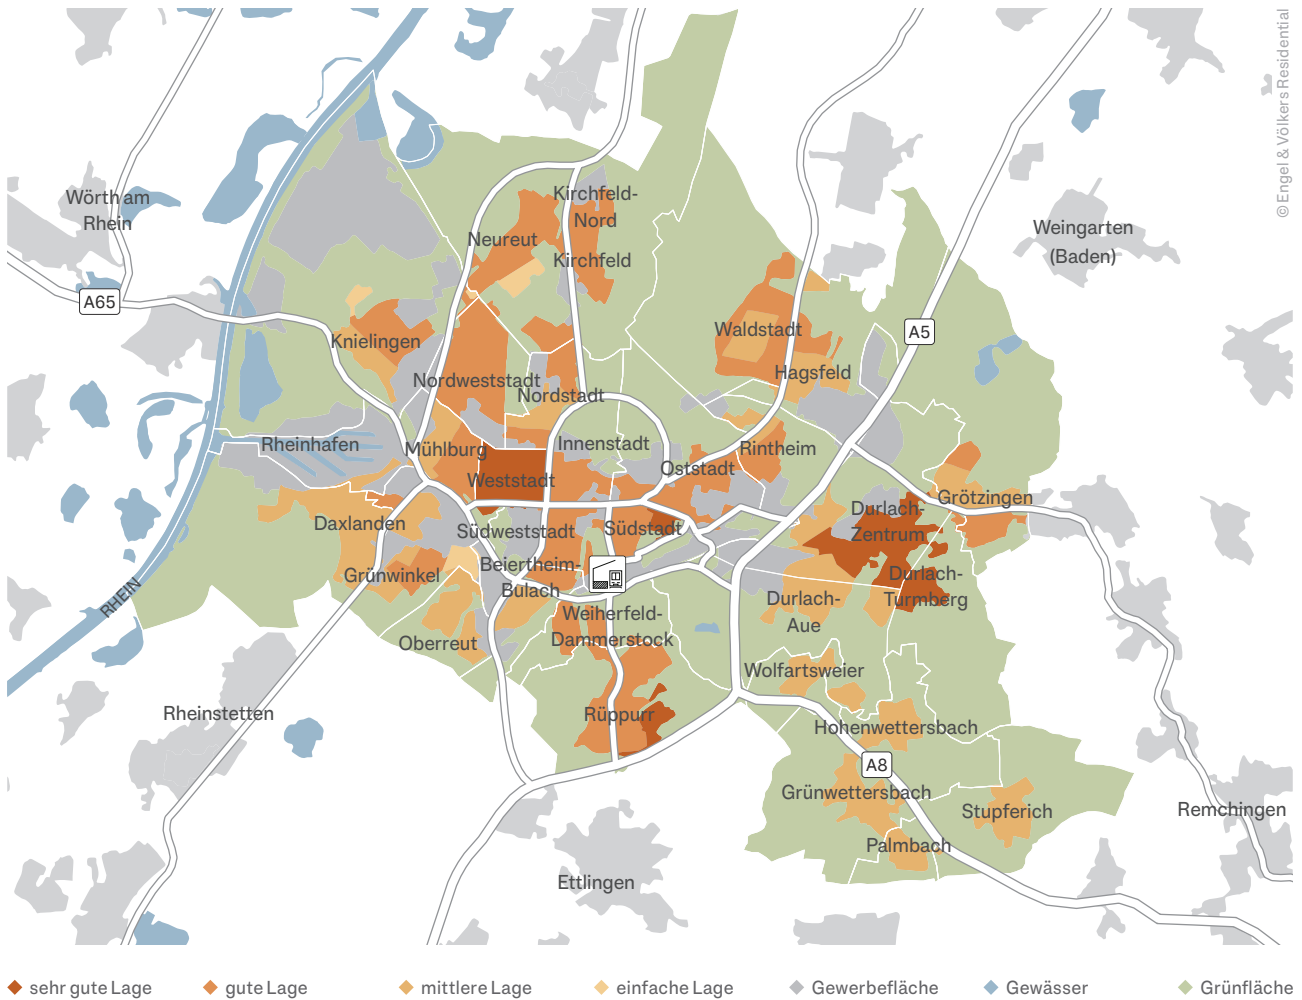 © Engel & Völkers Residential
Wörth am
Rhein
Kirchfeld-
Nord
Neureut
Kirchfeld
Weingarten
(Baden)
A65
A5
Knielingen
Waldstadt
Hagsfeld
Nordweststadt
Nordstadt
Rheinhafen
Mühlburg
Innenstadt
Rintheim
Oststadt
Weststadt
Grötzingen
Daxlanden
Südweststadt
Südstadt
Durlach-
Zentrum
Grünwinkel
Beiertheim-
Bulach
Durlach-
Turmberg
RHEIN
Durlach-
Aue
Weiherfeld-
Dammerstock
Oberreut
Wolfartsweier
Rheinstetten
Rüppurr
Hohenwettersbach
A8
Grünwettersbach
Stupferich
Remchingen
Palmbach
Ettlingen
sehr gute Lage
gute Lage
mittlere Lage
einfache Lage
Gewerbefläche
Gewässer
Grünfläche